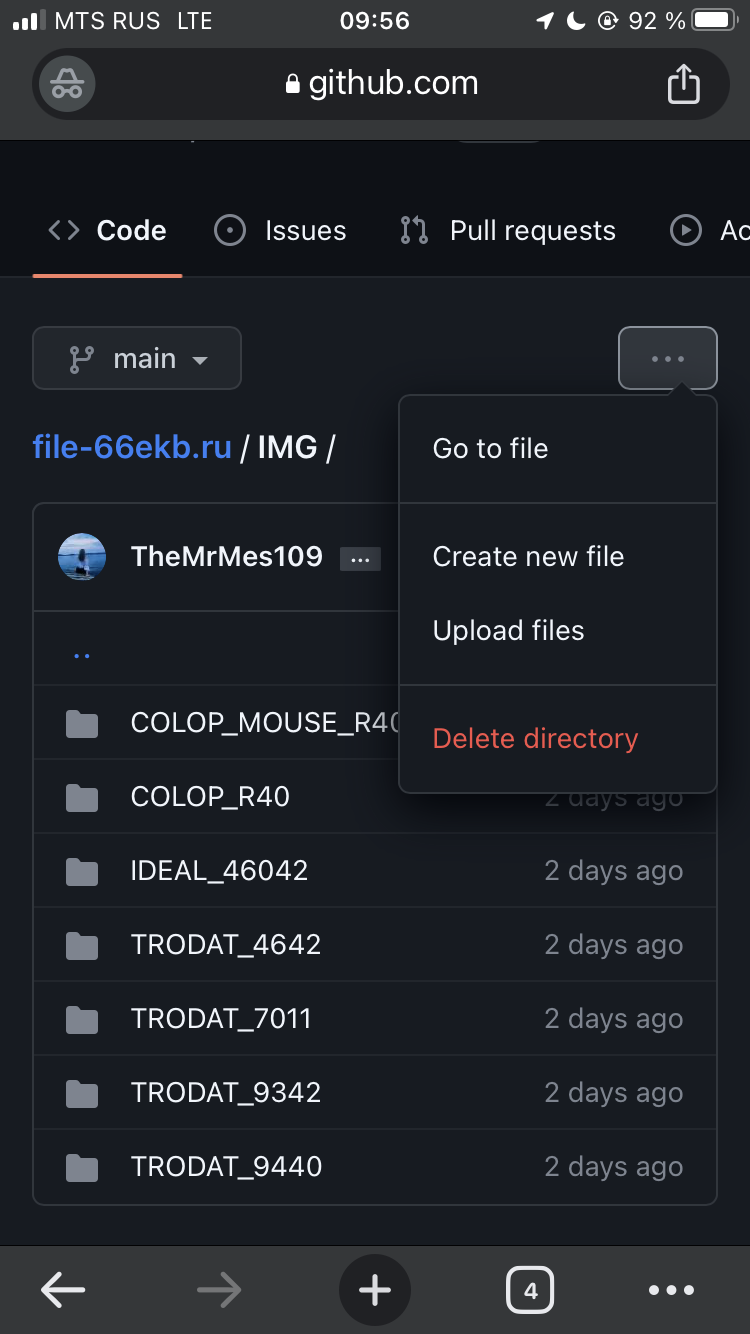 MTS RUS LTE 09:56 92 %
github.com
Code Issues Pull requests
main
file-66ekb.ru / IMG /
Go to file
Create new file
Upload files
Delete directory
TheMrMes109
..
COLOP_MOUSE_R40
COLOP_R40 2 days ago
IDEAL_46042 2 days ago
TRODAT_4642 2 days ago
TRODAT_7011 2 days ago
TRODAT_9342 2 days ago
TRODAT_9440 2 days ago
4